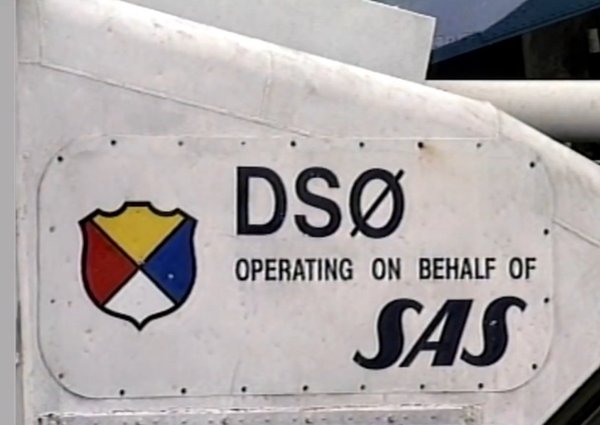 DSØ
OPERATING ON BEHALF OF
SAS